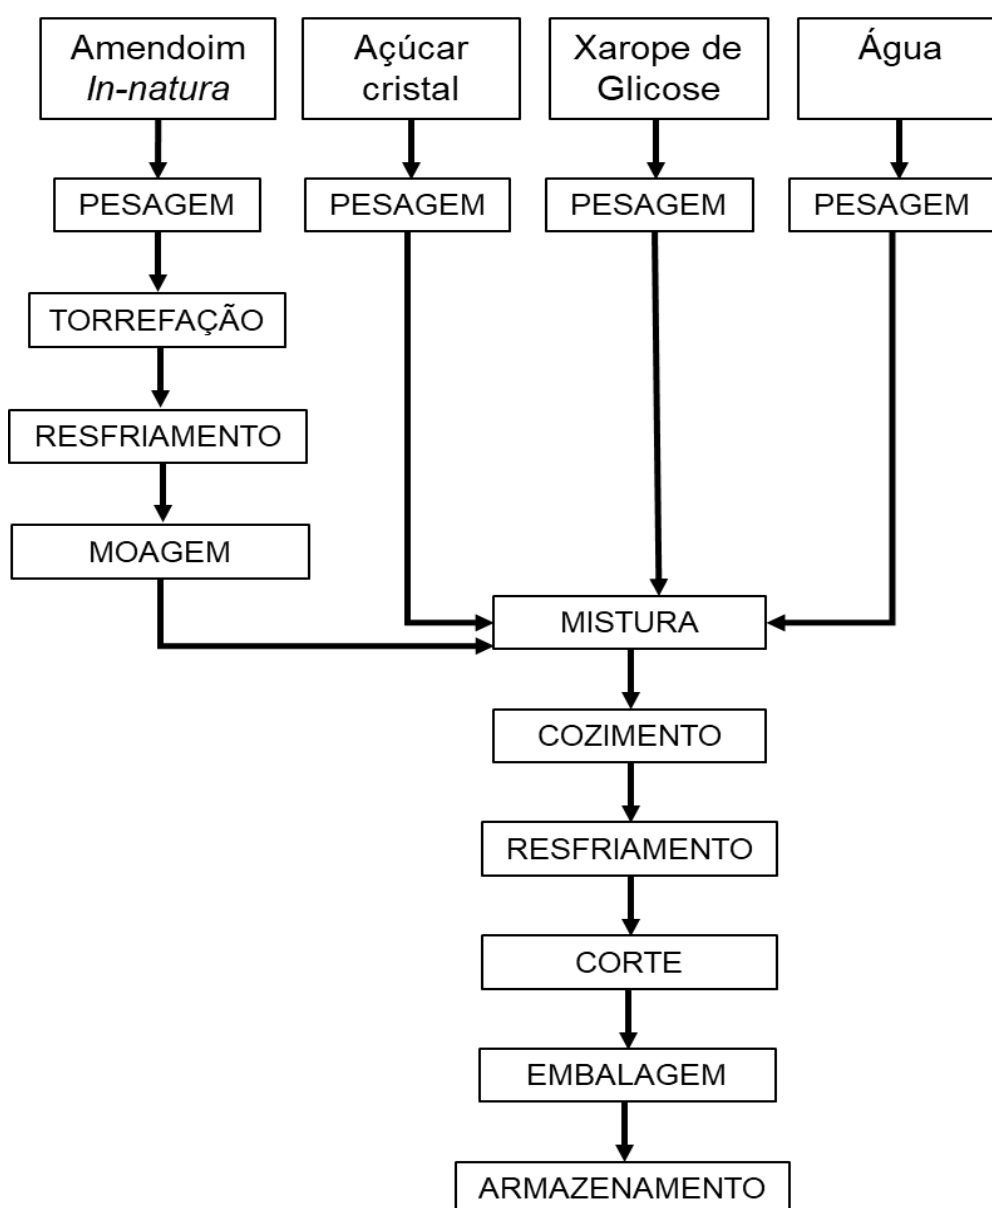 Amendoim
In-natura
Açúcar
cristal
Xarope de
Glicose
Água
PESAGEM
PESAGEM
PESAGEM
PESAGEM
TORREFAÇÃO
RESFRIAMENTO
MOAGEM
MISTURA
COZIMENTO
RESFRIAMENTO
CORTE
EMBALAGEM
ARMAZENAMENTO